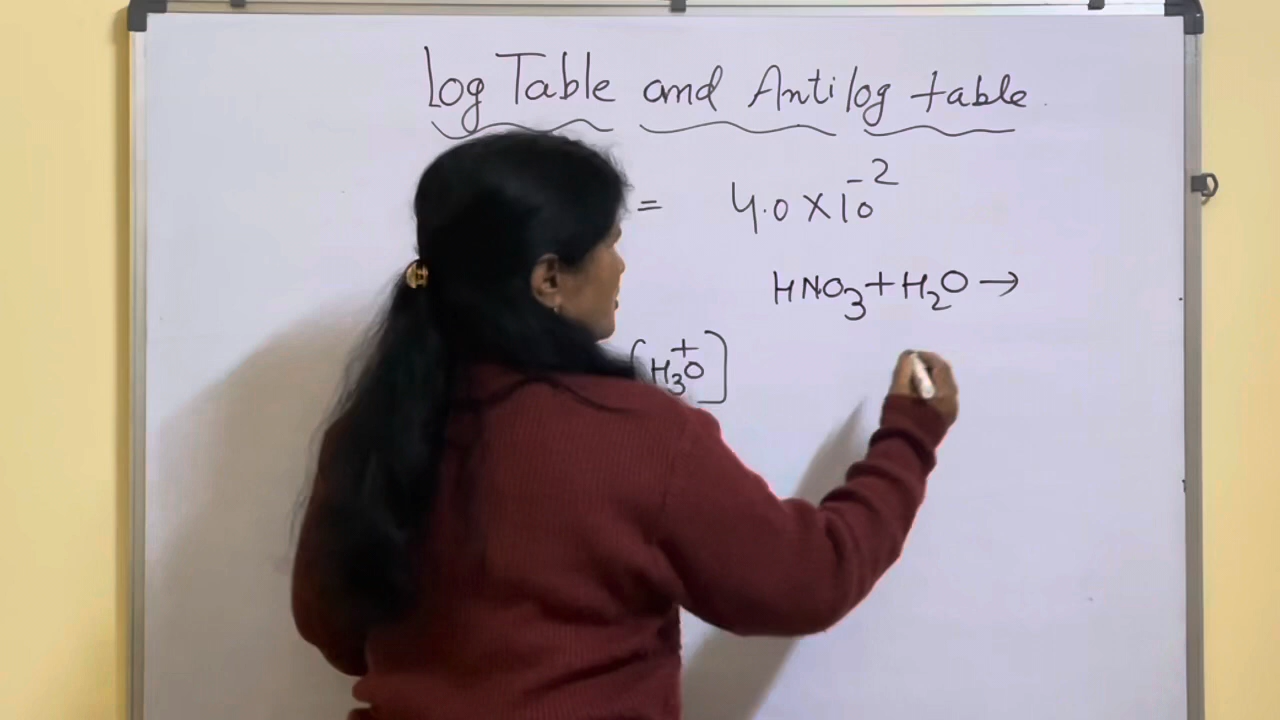 Log Table and Antilog table
= 4.0 × 10⁻²
HNO₃ + H₂O →
[H₃O⁺]